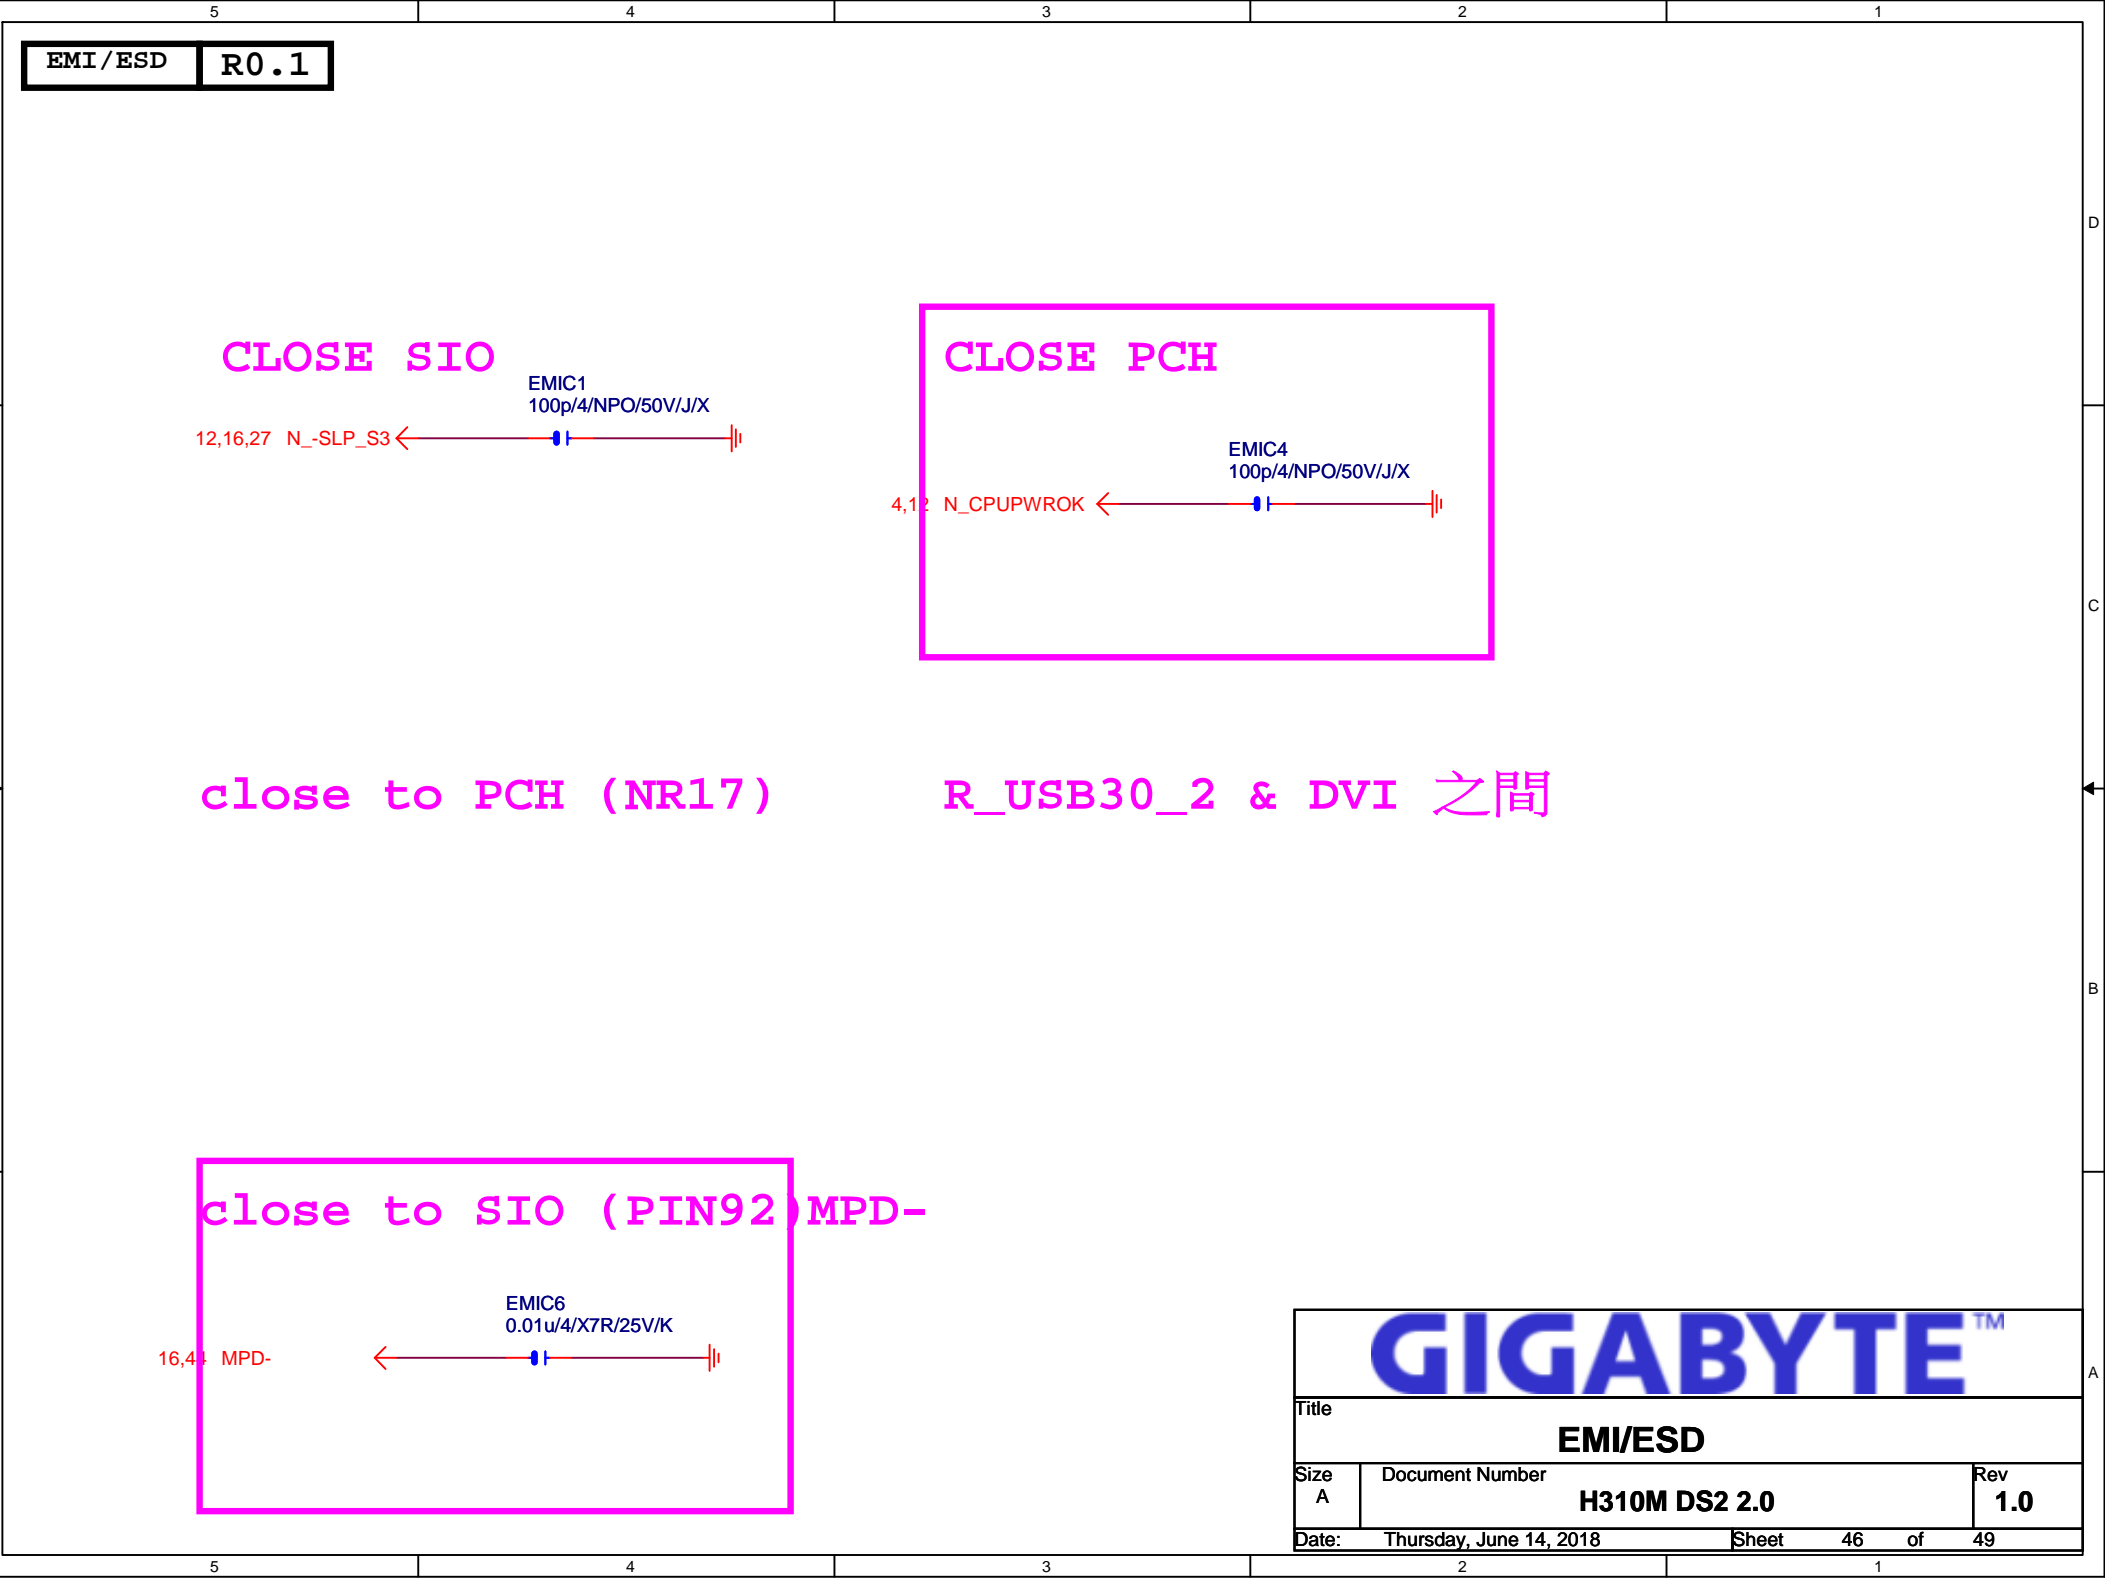 5 4 3 2 1
EMI/ESD R0.1
D
CLOSE SIO
EMIC1
100p/4/NPO/50V/J/X
12,16,27 N_-SLP_S3
CLOSE PCH
EMIC4
100p/4/NPO/50V/J/X
4,12 N_CPUPWROK
C
close to PCH (NR17)
R_USB30_2 & DVI 之間
B
close to SIO (PIN92)MPD-
EMIC6
0.01u/4/X7R/25V/K
16,44 MPD-
A
GIGABYTE™
Title
EMI/ESD
Size Document Number Rev
A H310M DS2 2.0 1.0
Date: Thursday, June 14, 2018 Sheet 46 of 49
5 4 3 2 1